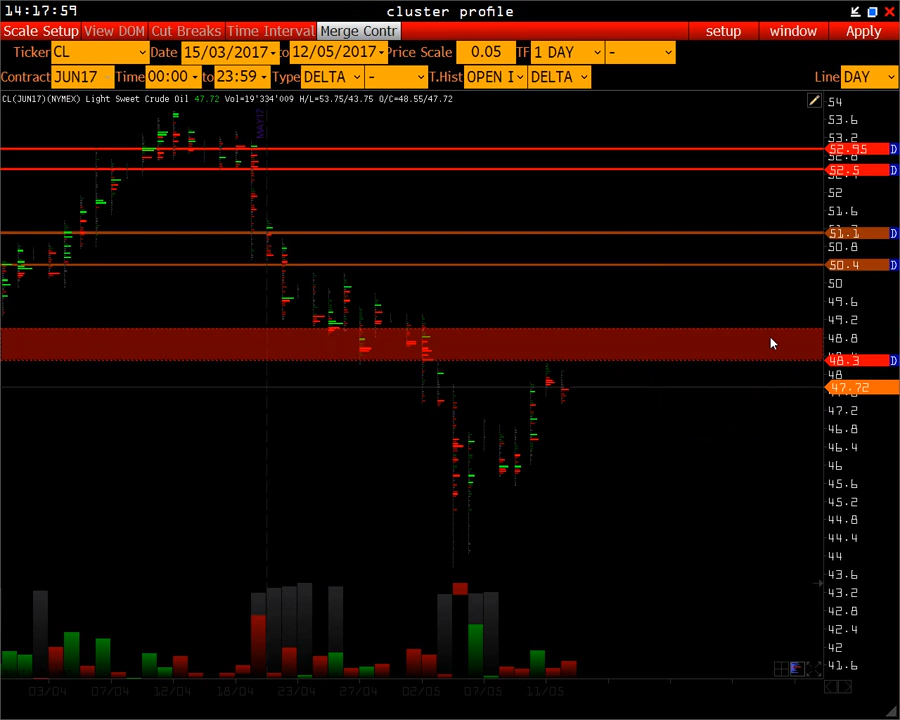 14:17:59 cluster profile
Scale Setup View DOM Cut Breaks Time Interval Merge Contr setup window Apply
Ticker CL Date 15/03/2017 to 12/05/2017 Price Scale 0.05 TF 1 DAY -
Contract JUN17 Time 00:00 to 23:59 Type DELTA - T.Hist OPEN I DELTA Line DAY
CL(JUN17)(NYMEX) Light Sweet Crude Oil 47.72 Vol=19'334'009 H/L=53.75/43.75 O/C=48.55/47.72
MAY17
54
53.6
53.2
52.95 D
52.8
52.5 D
52
51.6
51.1 D
50.8
50.4 D
50
49.6
49.2
48.8
48.3 D
48
47.72
47.2
46.8
46.4
46
45.6
45.2
44.8
44.4
44
43.6
43.2
42.8
42.4
42
41.6
03/04 07/04 12/04 18/04 23/04 27/04 02/05 07/05 11/05